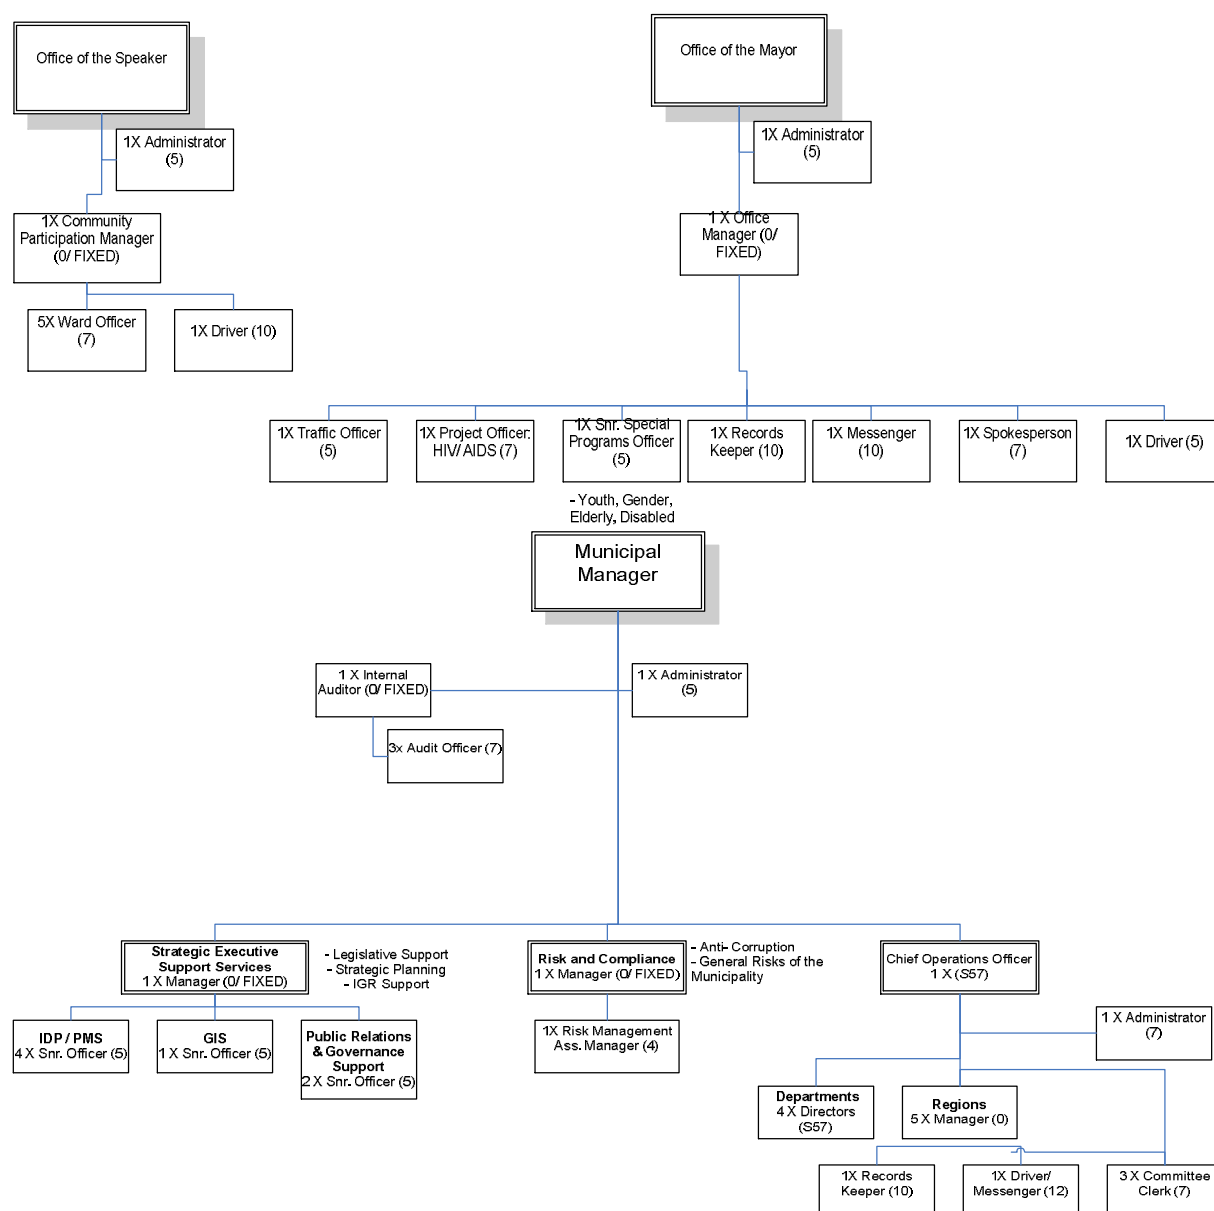 Office of the Speaker
1X Administrator
(5)
1X Community
Participation Manager
(0/ FIXED)
5X Ward Officer
(7)
1X Driver (10)
Office of the Mayor
1X Administrator
(5)
1 X Office
Manager (0/
FIXED)
1X Traffic Officer
(5)
1X Project Officer:
HIV/ AIDS (7)
1X Snr. Special
Programs Officer
(5)
1X Records
Keeper (10)
1X Messenger
(10)
1X Spokesperson
(7)
1X Driver (5)
- Youth, Gender,
Elderly, Disabled
Municipal
Manager
1 X Internal
Auditor (0/ FIXED)
1 X Administrator
(5)
3x Audit Officer (7)
Strategic Executive
Support Services
1 X Manager (0/ FIXED)
- Legislative Support
- Strategic Planning
- IGR Support
Risk and Compliance
1 X Manager (0/ FIXED)
- Anti- Corruption
- General Risks of the
Municipality
Chief Operations Officer
1 X (S57)
IDP / PMS
4 X Snr. Officer (5)
GIS
1 X Snr. Officer (5)
Public Relations
& Governance
Support
2 X Snr. Officer (5)
1X Risk Management
Ass. Manager (4)
1 X Administrator
(7)
Departments
4 X Directors
(S57)
Regions
5 X Manager (0)
1X Records
Keeper (10)
1X Driver/
Messenger (12)
3 X Committee
Clerk (7)